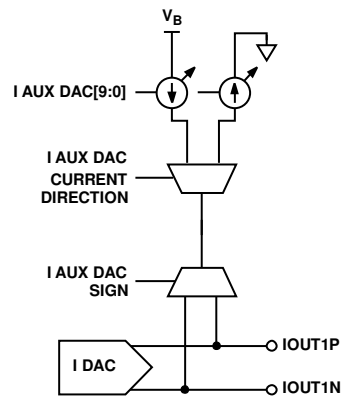 VB
I AUX DAC[9:0]
I AUX DAC
CURRENT
DIRECTION
I AUX DAC
SIGN
I DAC
IOUT1P
IOUT1N